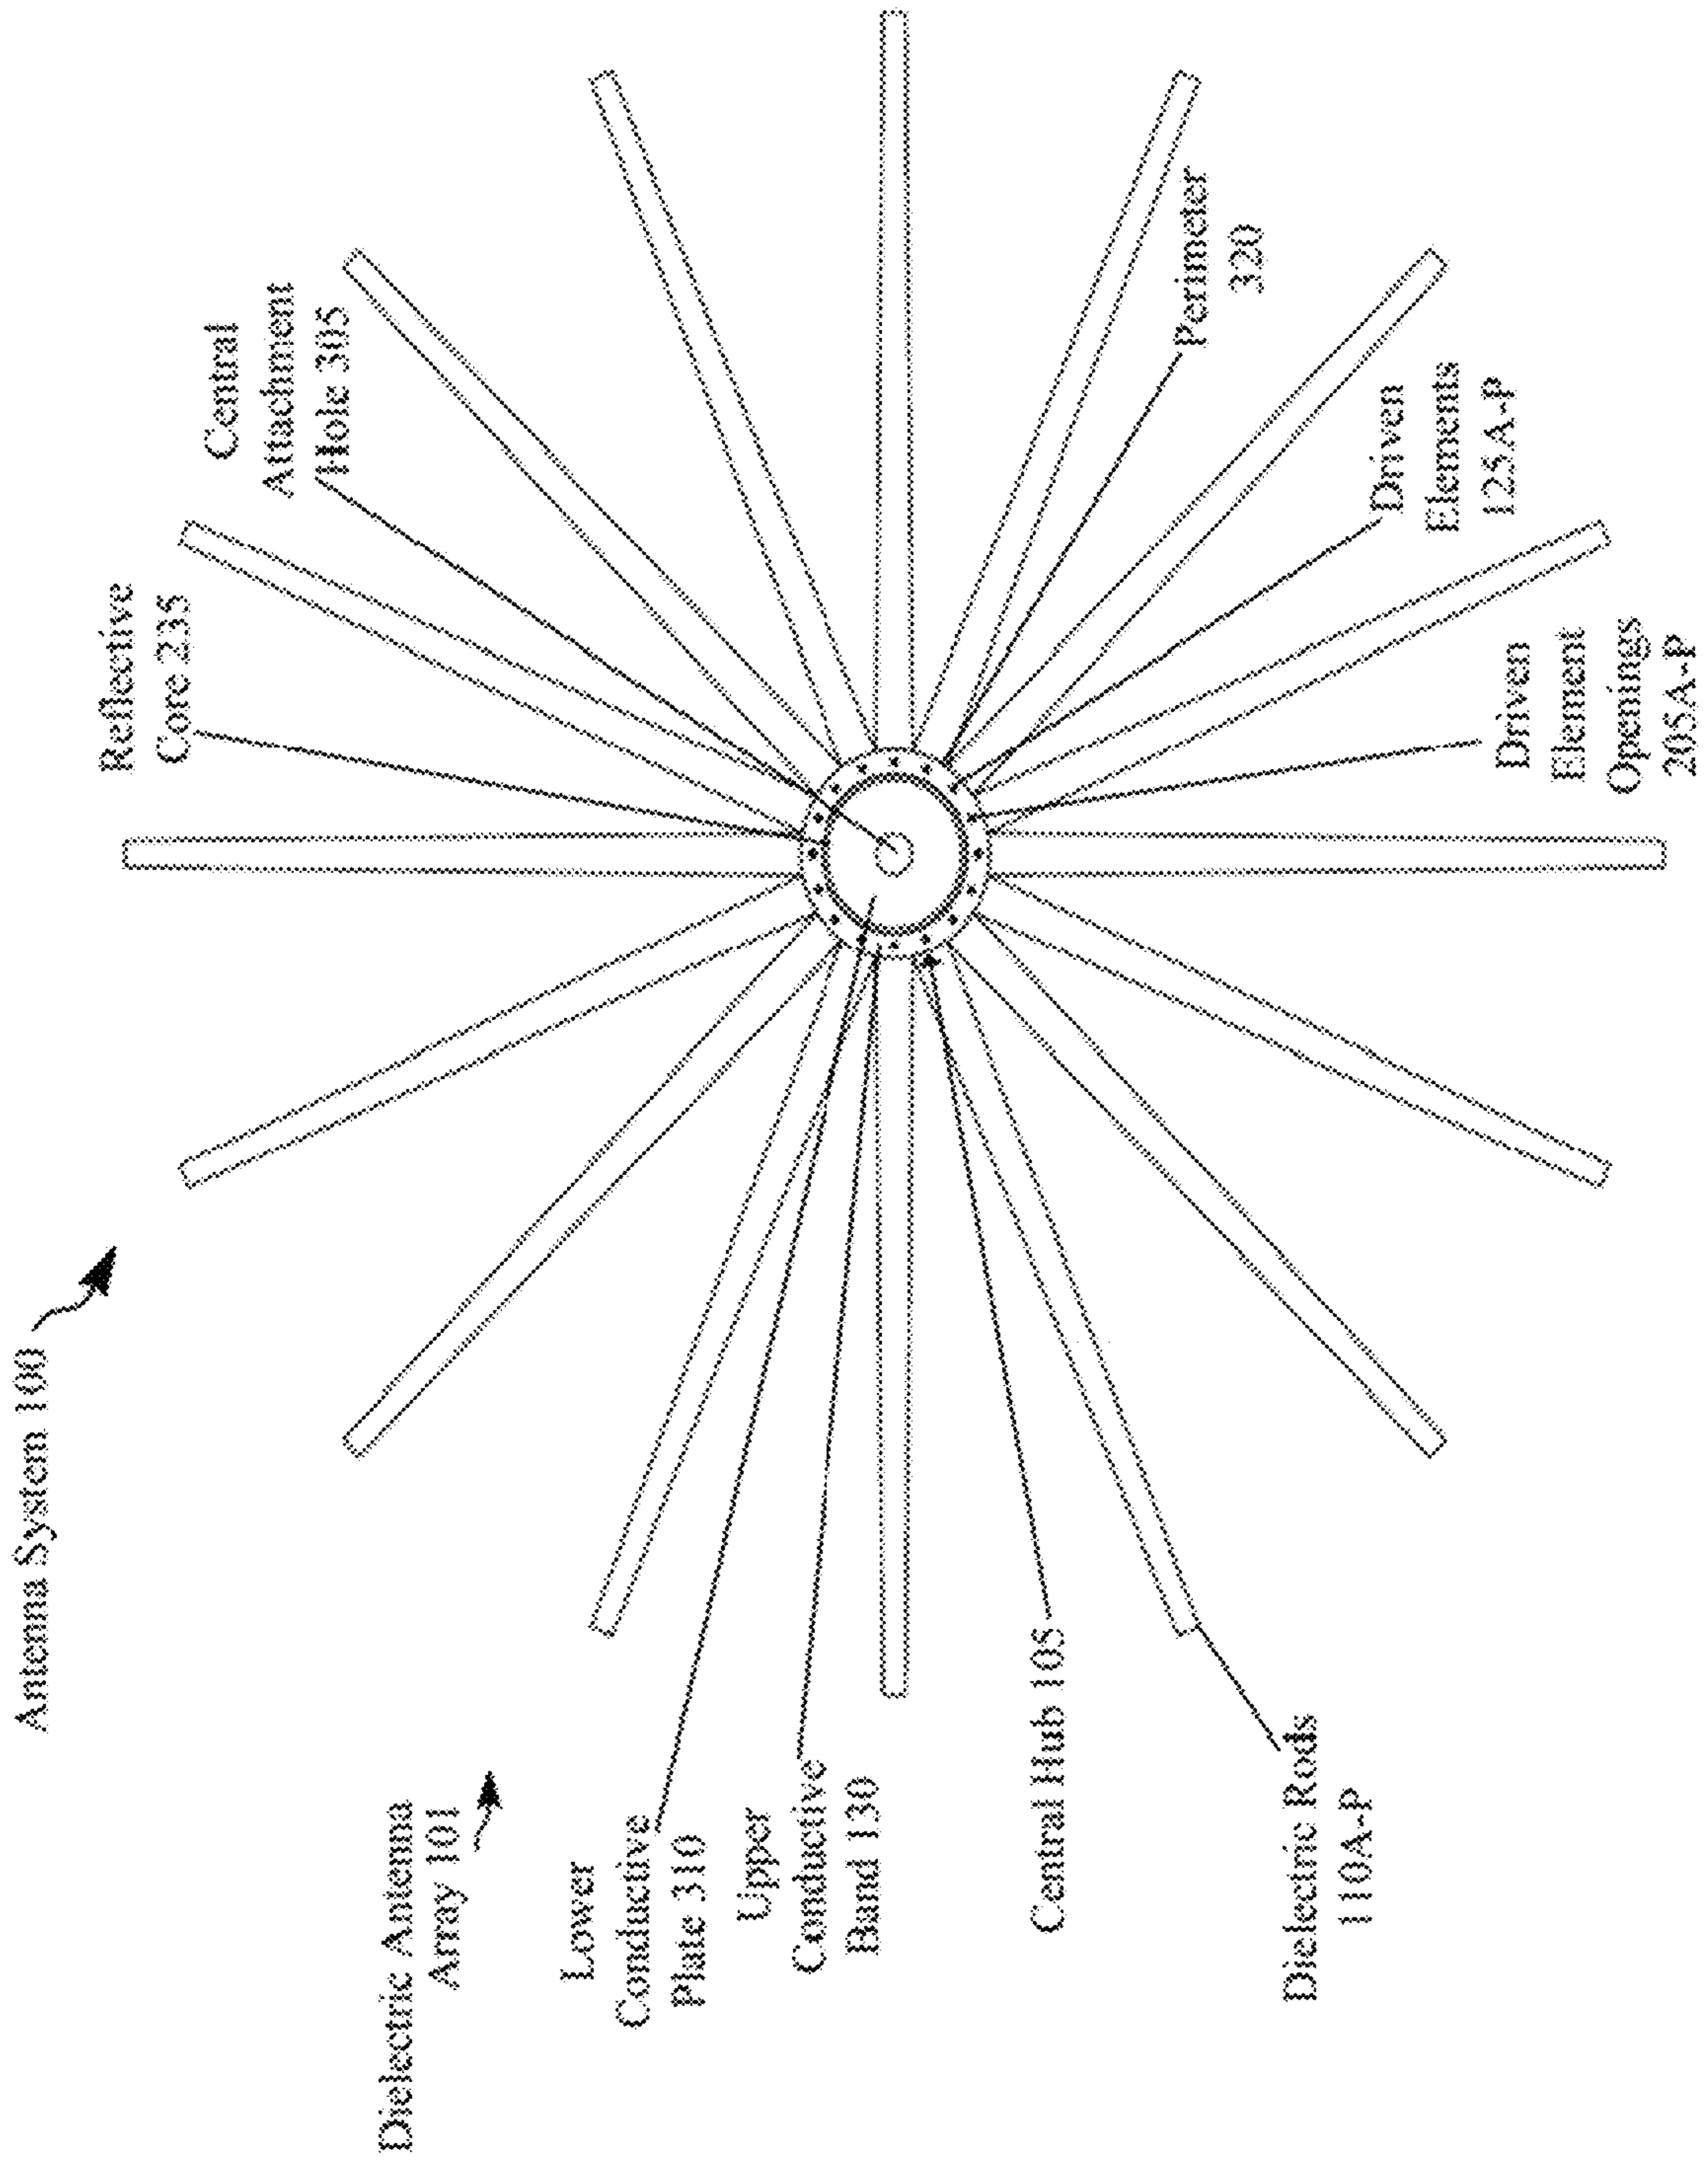 Antenna System 100
Dielectric Antenna
Array 101
Lower
Conductive
Plate 310
Upper
Conductive
Band 130
Central Hub 105
Dielectric Rods
110A-P
Reflective
Core 235
Central
Attachment
Hole 305
Perimeter
320
Driven
Elements
125A-P
Driven
Element
Openings
205A-P